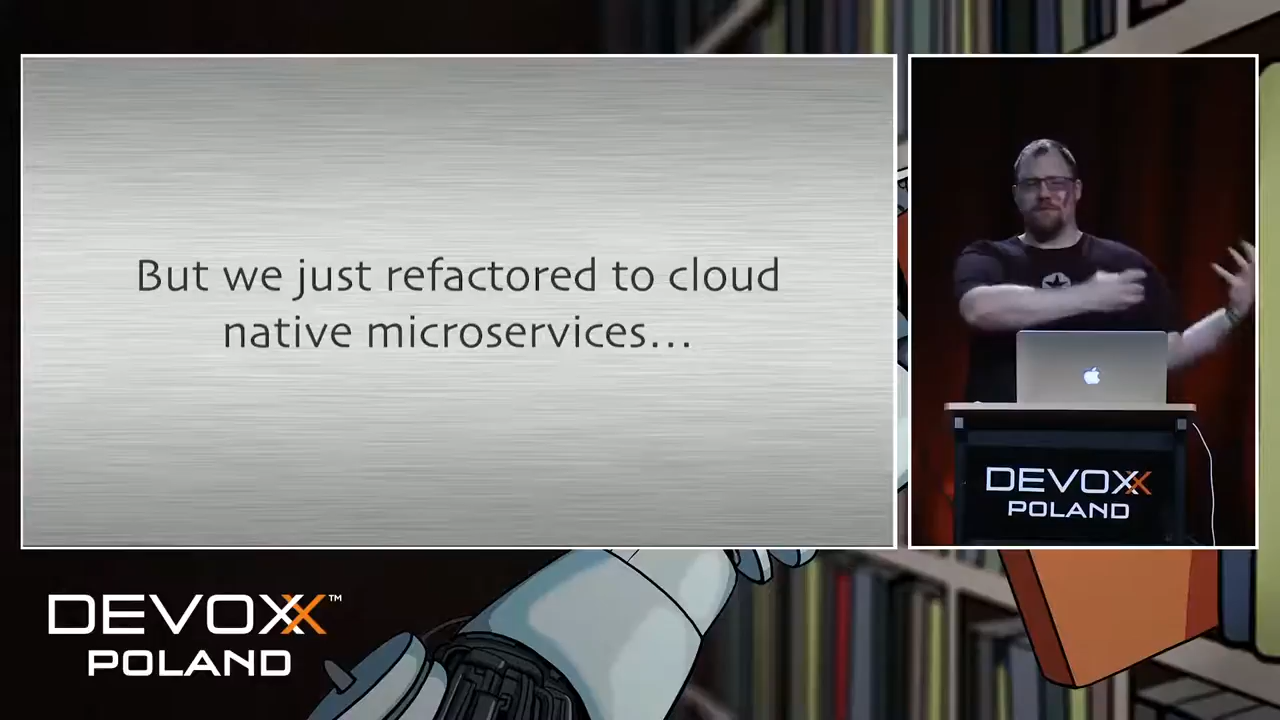 But we just refactored to cloud
native microservices...
DEVOXX
POLAND
DEVOXX™
POLAND